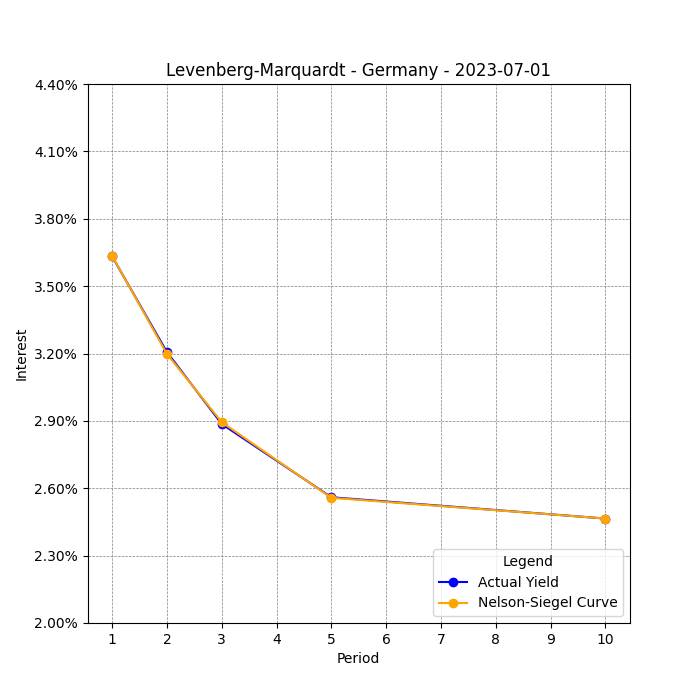 Levenberg-Marquardt - Germany - 2023-07-01
4.40%
4.10%
3.80%
3.50%
3.20%
2.90%
2.60%
2.30%
2.00%
Interest
Legend
Actual Yield
Nelson-Siegel Curve
1 2 3 4 5 6 7 8 9 10
Period